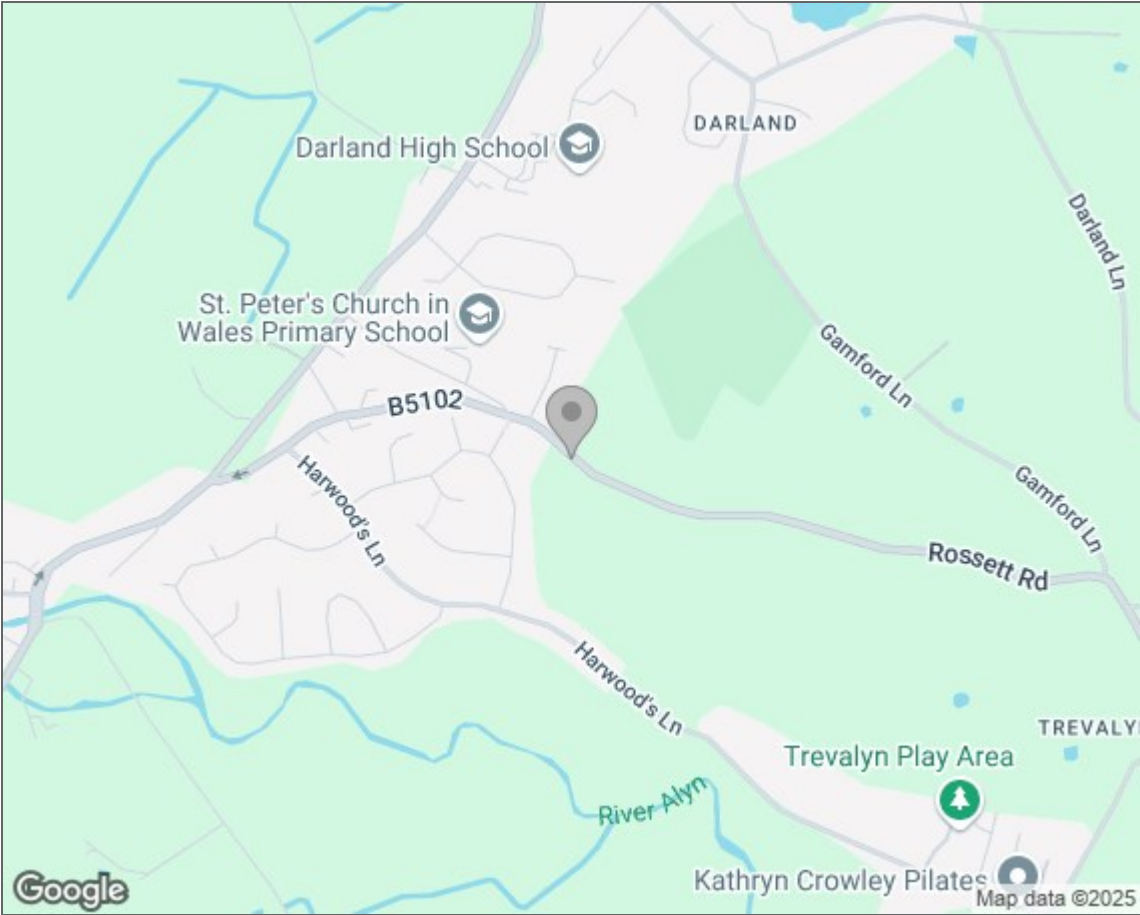 DARLAND
Darland High School
Darland Ln
St. Peter's Church in
Wales Primary School
Gamford Ln
B5102
Harwood's Ln
Gamford Ln
Rossett Rd
Harwood's Ln
TREVALY
Trevalyn Play Area
River Alyn
Kathryn Crowley Pilates
Google
Map data ©2025